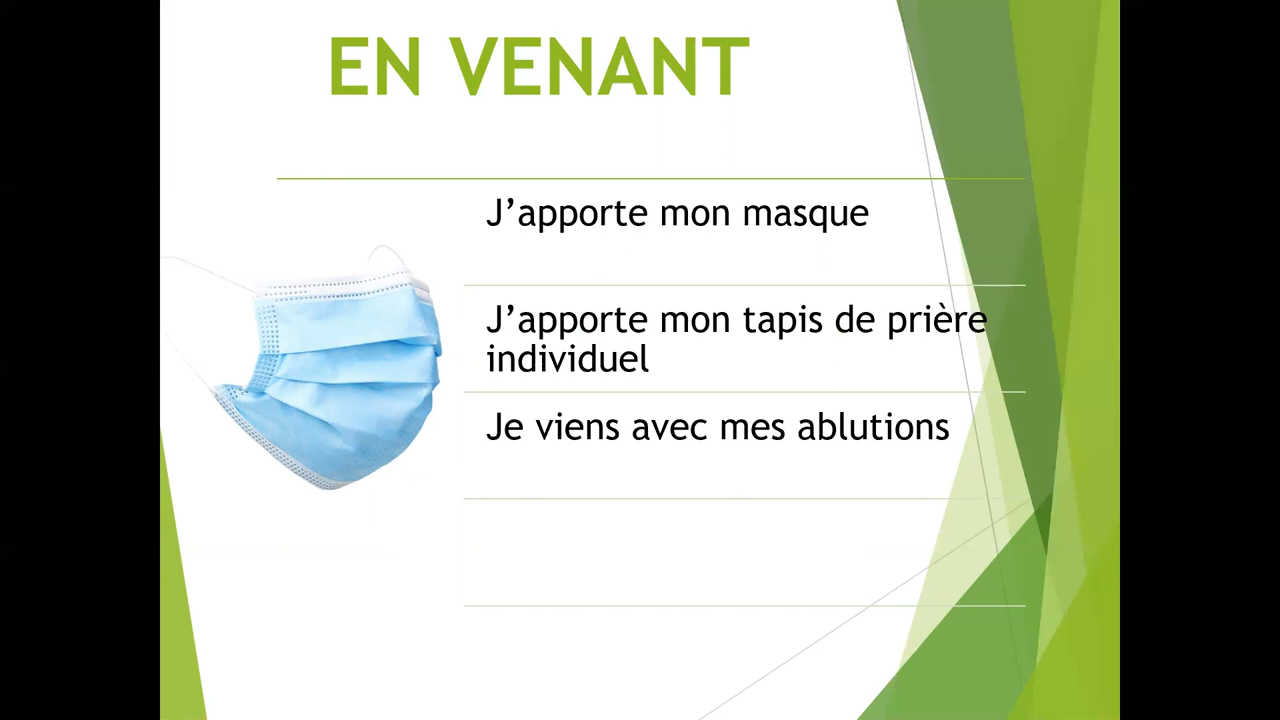 EN VENANT
J’apporte mon masque
J’apporte mon tapis de prière
individuel
Je viens avec mes ablutions